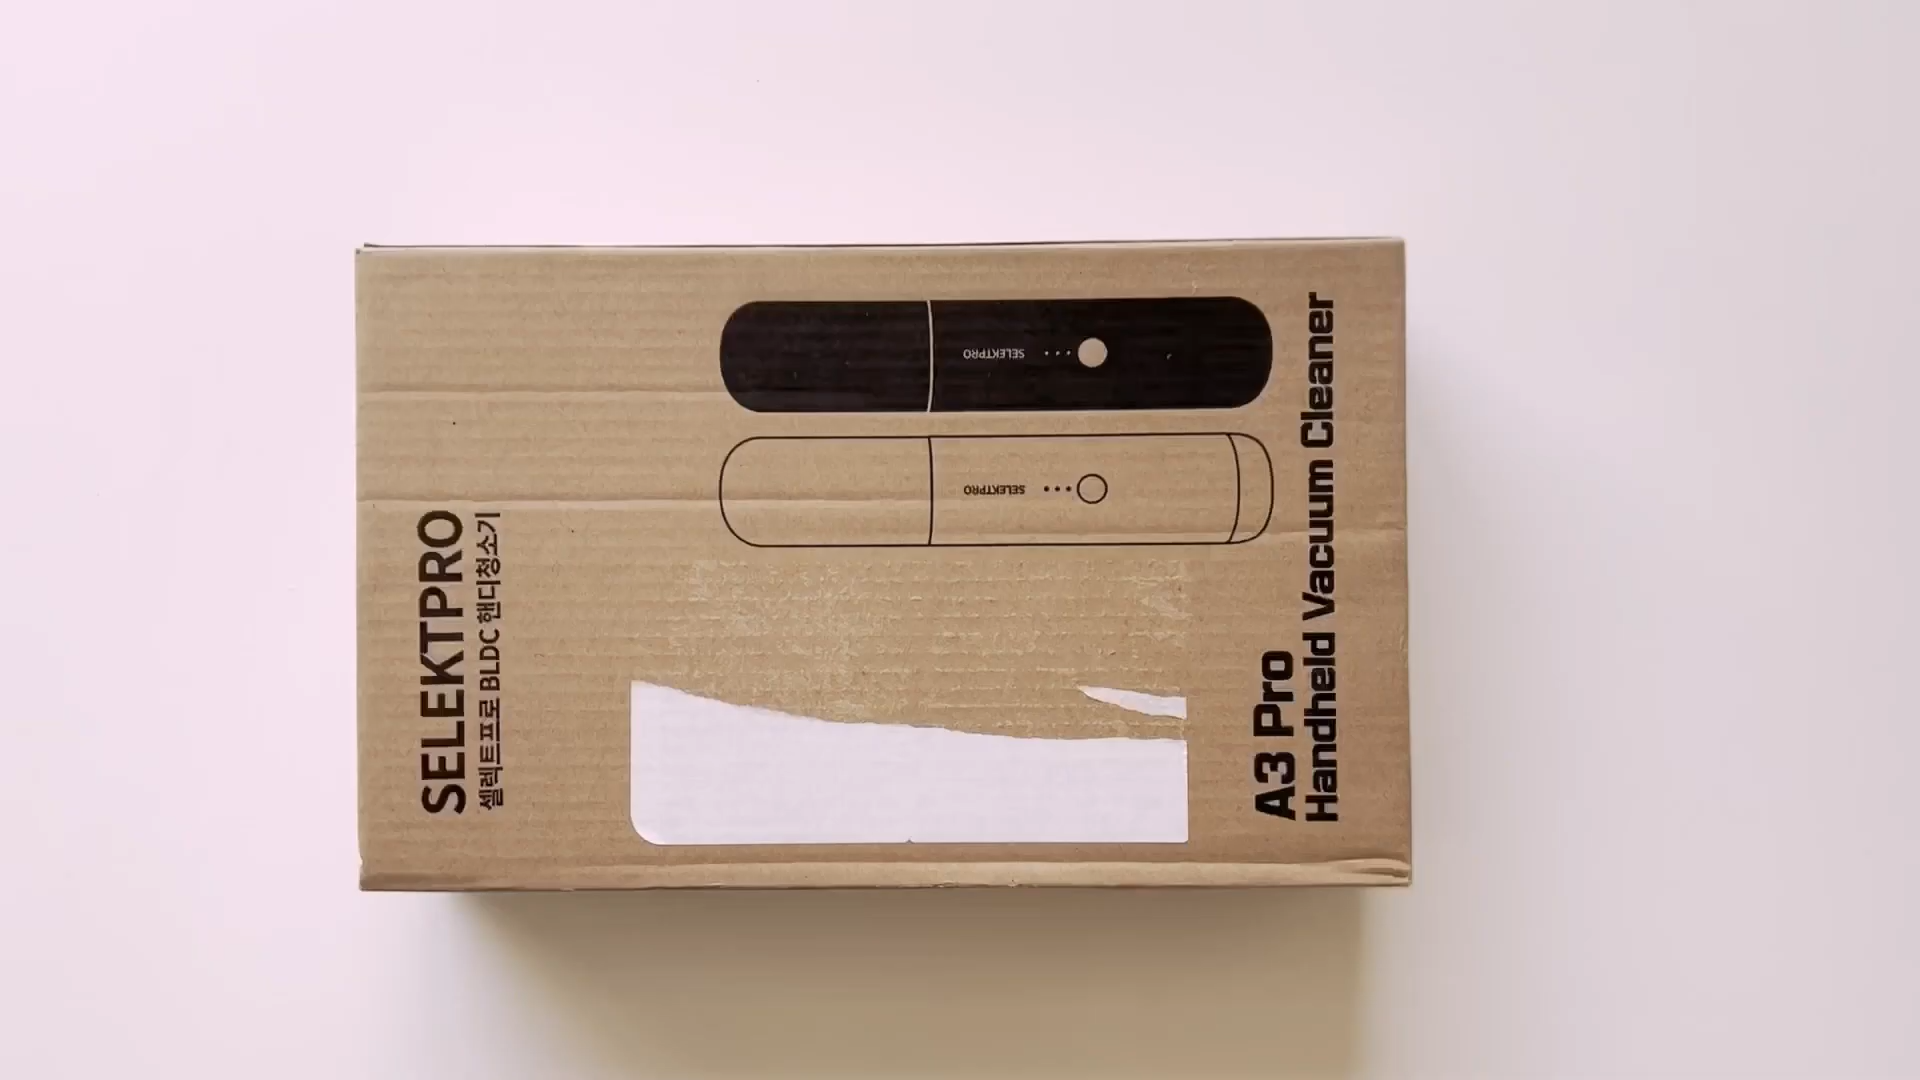 SELEKTPRO
셀렉트프로 BLDC 핸디청소기
SELEKTPRO
SELEKTPRO
A3 Pro
Handheld Vacuum Cleaner